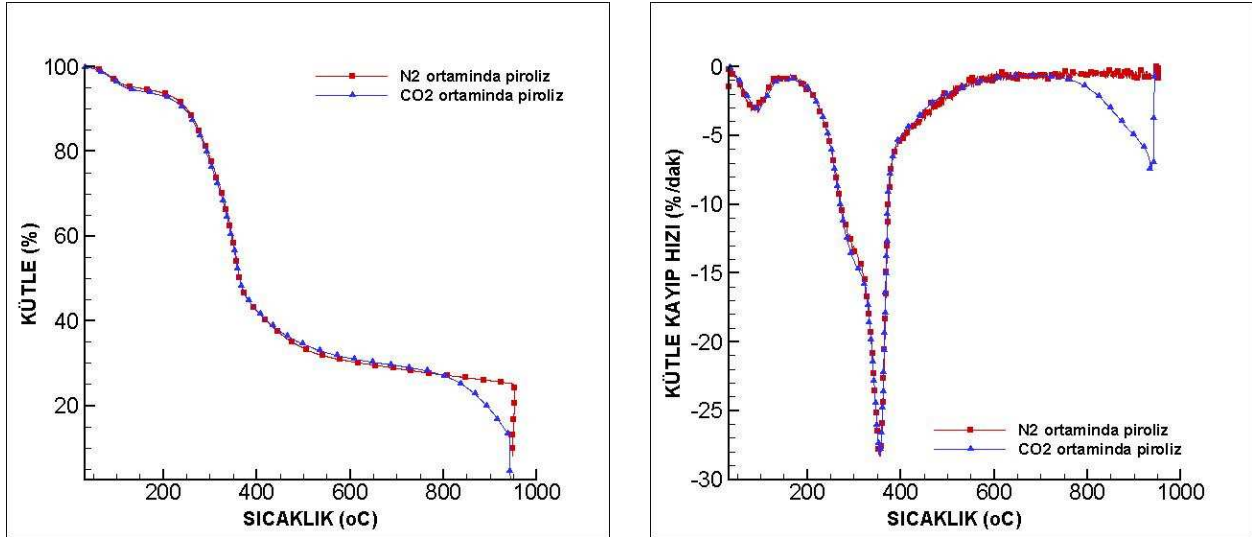 100
80
60
40
20
KÜTLE (%)
N2 ortaminda piroliz
CO2 ortaminda piroliz
200 400 600 800 1000
SICAKLIK (oC)
0
-5
-10
-15
-20
-25
-30
KÜTLE KAYIP HIZI (%/dak)
N2 ortaminda piroliz
CO2 ortaminda piroliz
200 400 600 800 1000
SICAKLIK (oC)